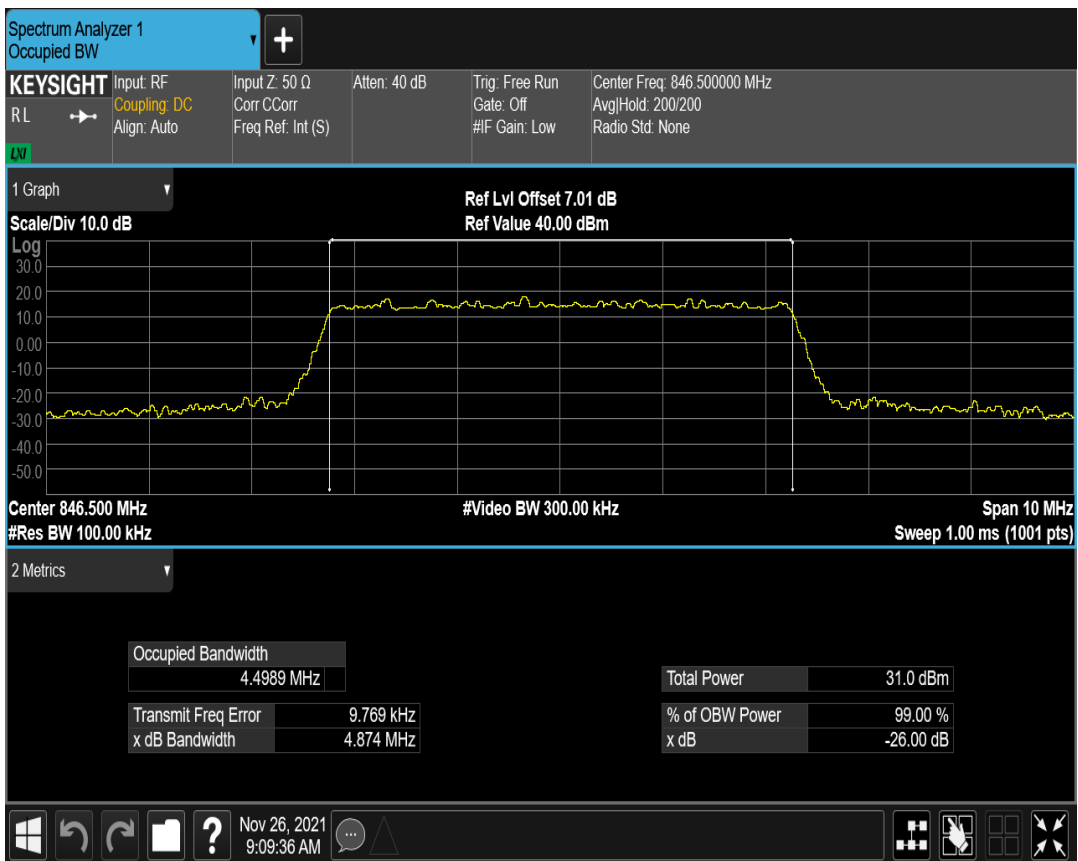 Spectrum Analyzer 1
Occupied BW
+
KEYSIGHT
R L
LXI
Input: RF
Coupling: DC
Align: Auto
Input Z: 50 Ω
Corr CCorr
Freq Ref: Int (S)
Atten: 40 dB
Trig: Free Run
Gate: Off
#IF Gain: Low
Center Freq: 846.500000 MHz
Avg|Hold: 200/200
Radio Std: None
1 Graph
Scale/Div 10.0 dB
Ref Lvl Offset 7.01 dB
Ref Value 40.00 dBm
Log
30.0
20.0
10.0
0.00
-10.0
-20.0
-30.0
-40.0
-50.0
Center 846.500 MHz
#Res BW 100.00 kHz
#Video BW 300.00 kHz
Span 10 MHz
Sweep 1.00 ms (1001 pts)
2 Metrics
Occupied Bandwidth
4.4989 MHz
Transmit Freq Error 9.769 kHz
x dB Bandwidth 4.874 MHz
Total Power 31.0 dBm
% of OBW Power 99.00 %
x dB -26.00 dB
?
Nov 26, 2021
9:09:36 AM